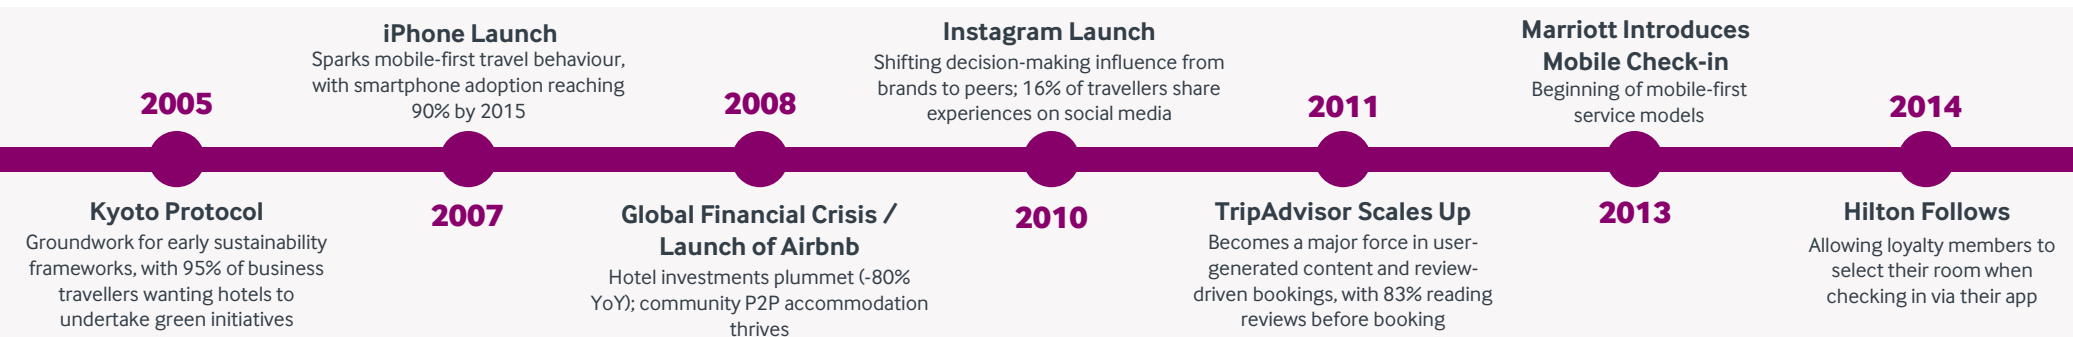 2005
Kyoto Protocol
Groundwork for early sustainability
frameworks, with 95% of business
travellers wanting hotels to
undertake green initiatives
iPhone Launch
Sparks mobile-first travel behaviour,
with smartphone adoption reaching
90% by 2015
2007
2008
Global Financial Crisis /
Launch of Airbnb
Hotel investments plummet (-80%
YoY); community P2P accommodation
thrives
Instagram Launch
Shifting decision-making influence from
brands to peers; 16% of travellers share
experiences on social media
2010
2011
TripAdvisor Scales Up
Becomes a major force in user-
generated content and review-
driven bookings, with 83% reading
reviews before booking
Marriott Introduces
Mobile Check-in
Beginning of mobile-first
service models
2013
2014
Hilton Follows
Allowing loyalty members to
select their room when
checking in via their app